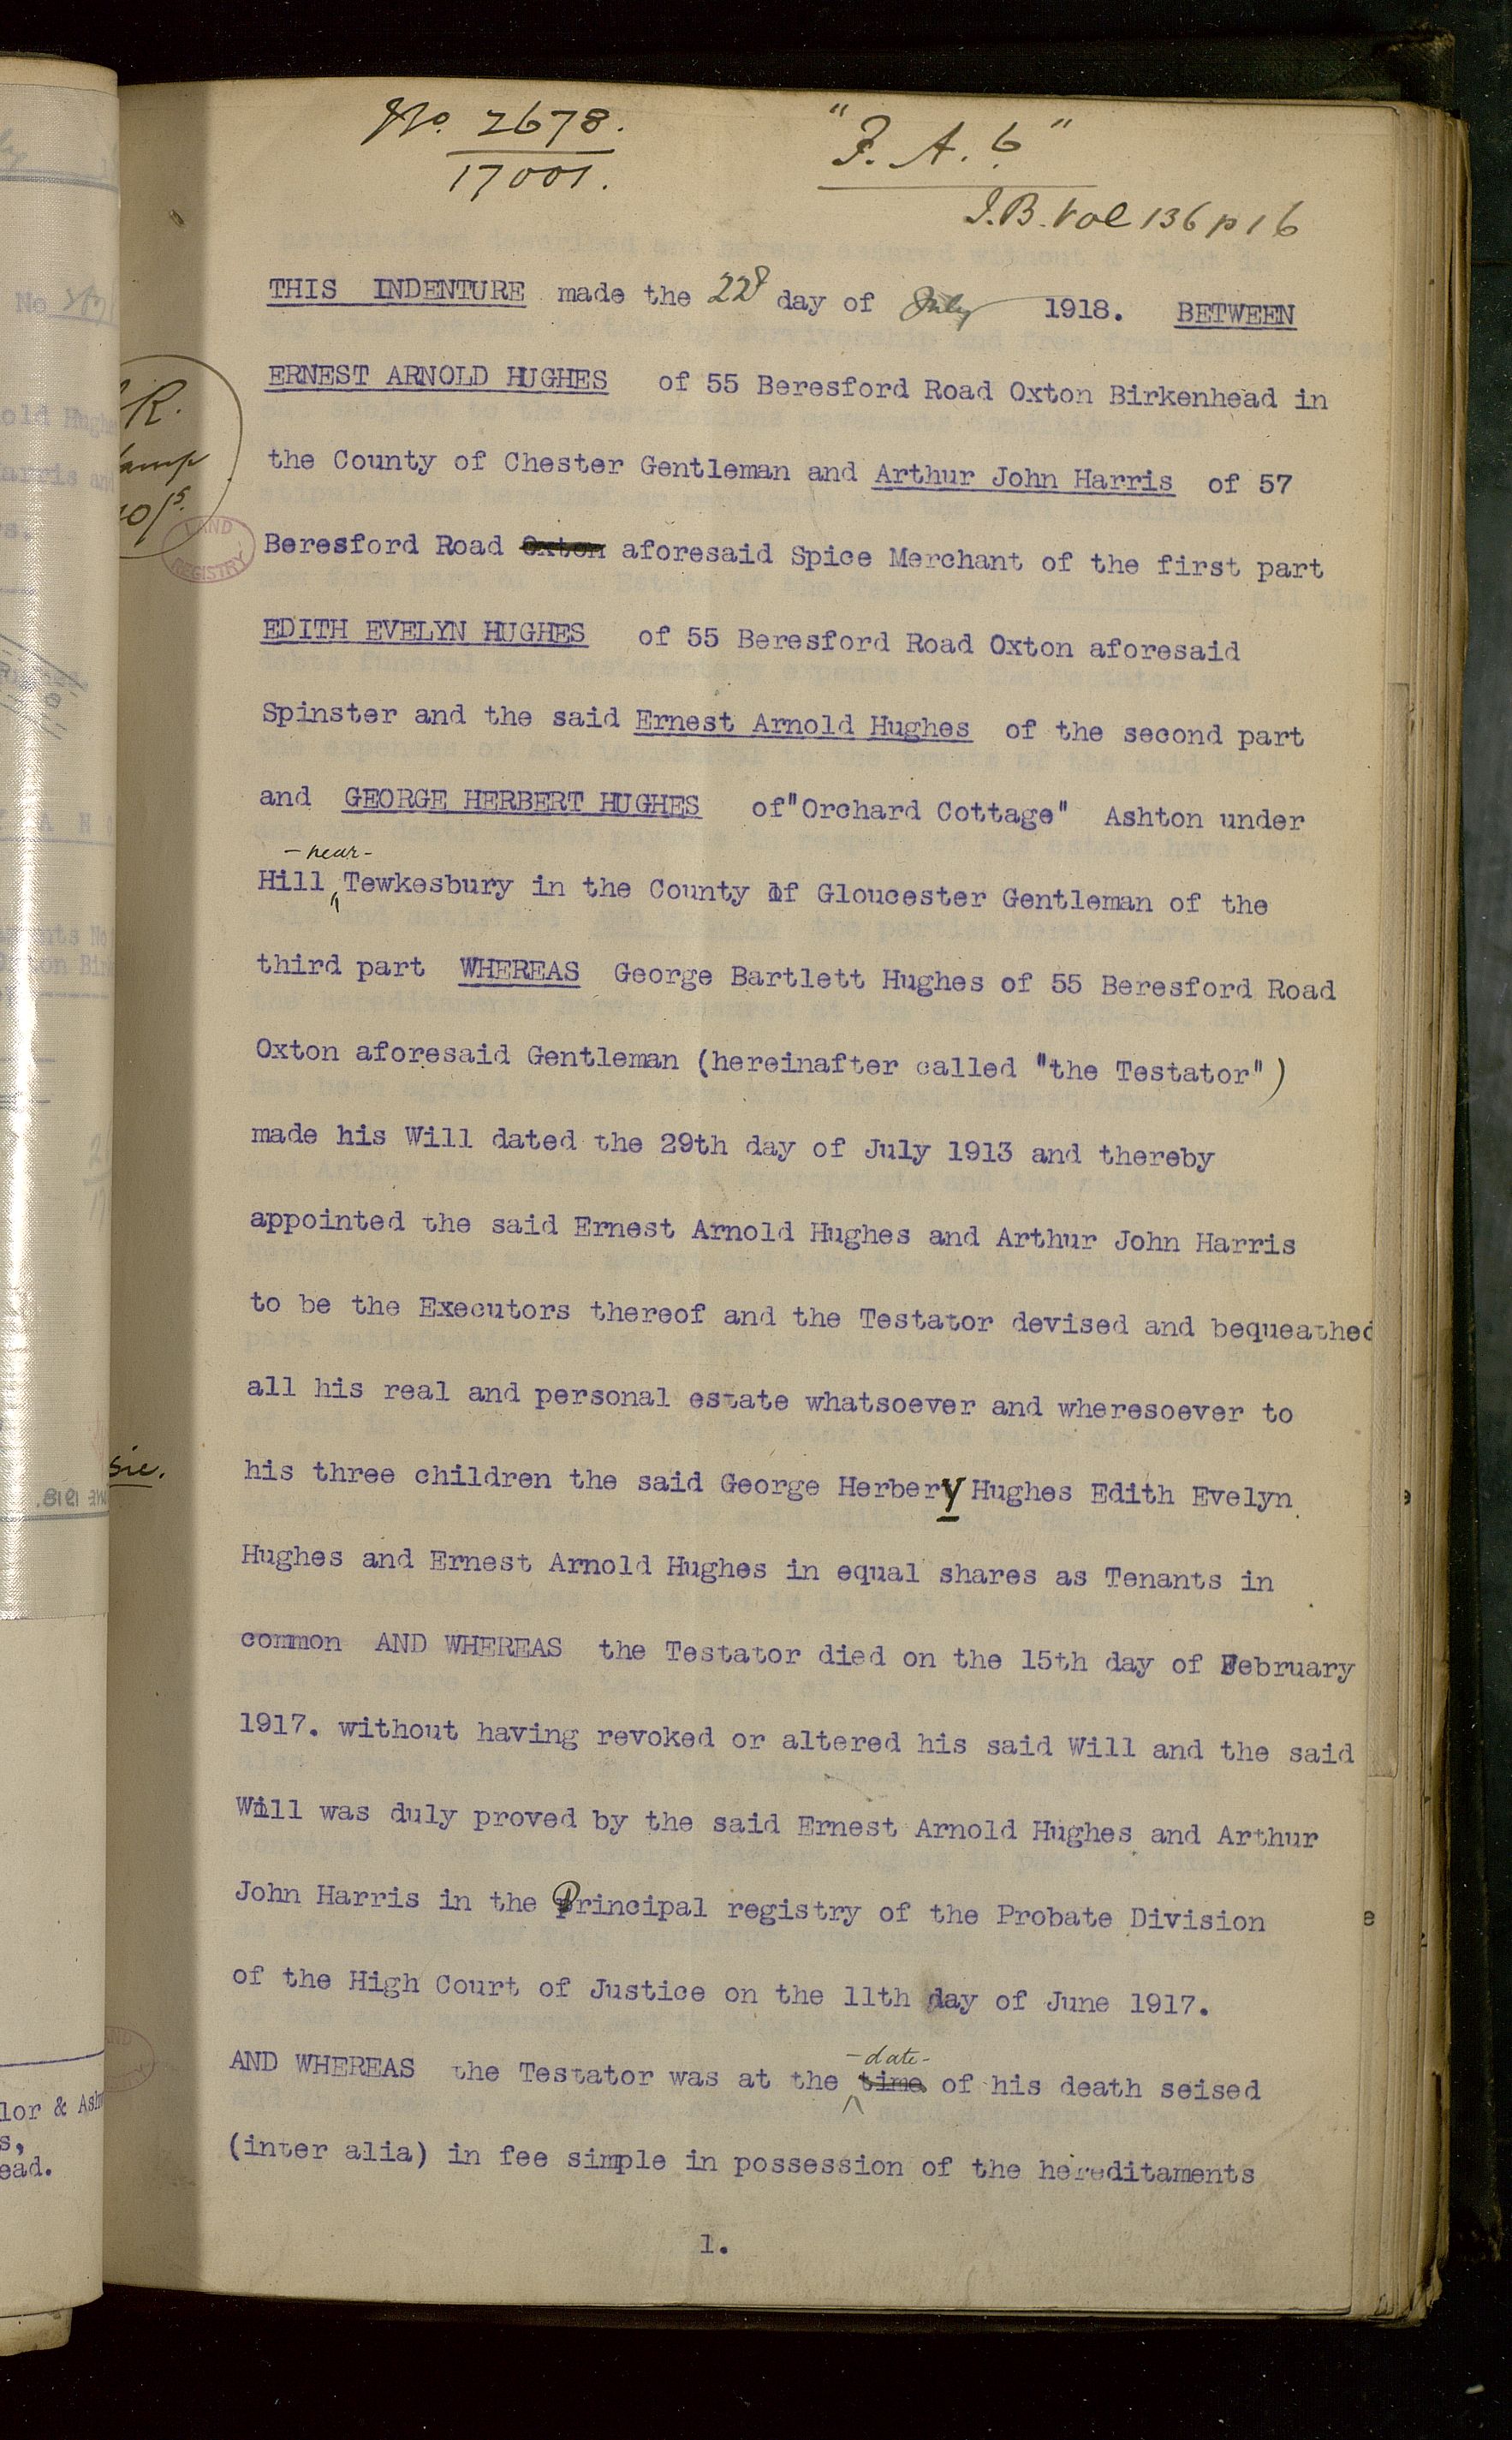 No. 2678.
17001.
"F. A. 6"
I.B. Vol 136 p 16
THIS INDENTURE made the 22d day of July 1918. BETWEEN
ERNEST ARNOLD HUGHES of 55 Beresford Road Oxton Birkenhead in
the County of Chester Gentleman and Arthur John Harris of 57
LAND REGISTRY
Beresford Road Oxton aforesaid Spice Merchant of the first part
EDITH EVELYN HUGHES of 55 Beresford Road Oxton aforesaid
Spinster and the said Ernest Arnold Hughes of the second part
and GEORGE HERBERT HUGHES of "Orchard Cottage" Ashton under
- near -
Hill Tewkesbury in the County of Gloucester Gentleman of the
third part WHEREAS George Bartlett Hughes of 55 Beresford Road
Oxton aforesaid Gentleman (hereinafter called "the Testator")
made his Will dated the 29th day of July 1913 and thereby
appointed the said Ernest Arnold Hughes and Arthur John Harris
to be the Executors thereof and the Testator devised and bequeathed
all his real and personal estate whatsoever and wheresoever to
sic.
his three children the said George Herbery Hughes Edith Evelyn
Hughes and Ernest Arnold Hughes in equal shares as Tenants in
common AND WHEREAS the Testator died on the 15th day of February
1917. without having revoked or altered his said Will and the said
Will was duly proved by the said Ernest Arnold Hughes and Arthur
John Harris in the Principal registry of the Probate Division
of the High Court of Justice on the 11th day of June 1917.
- date -
AND WHEREAS the Testator was at the time of his death seised
(inter alia) in fee simple in possession of the hereditaments
1.